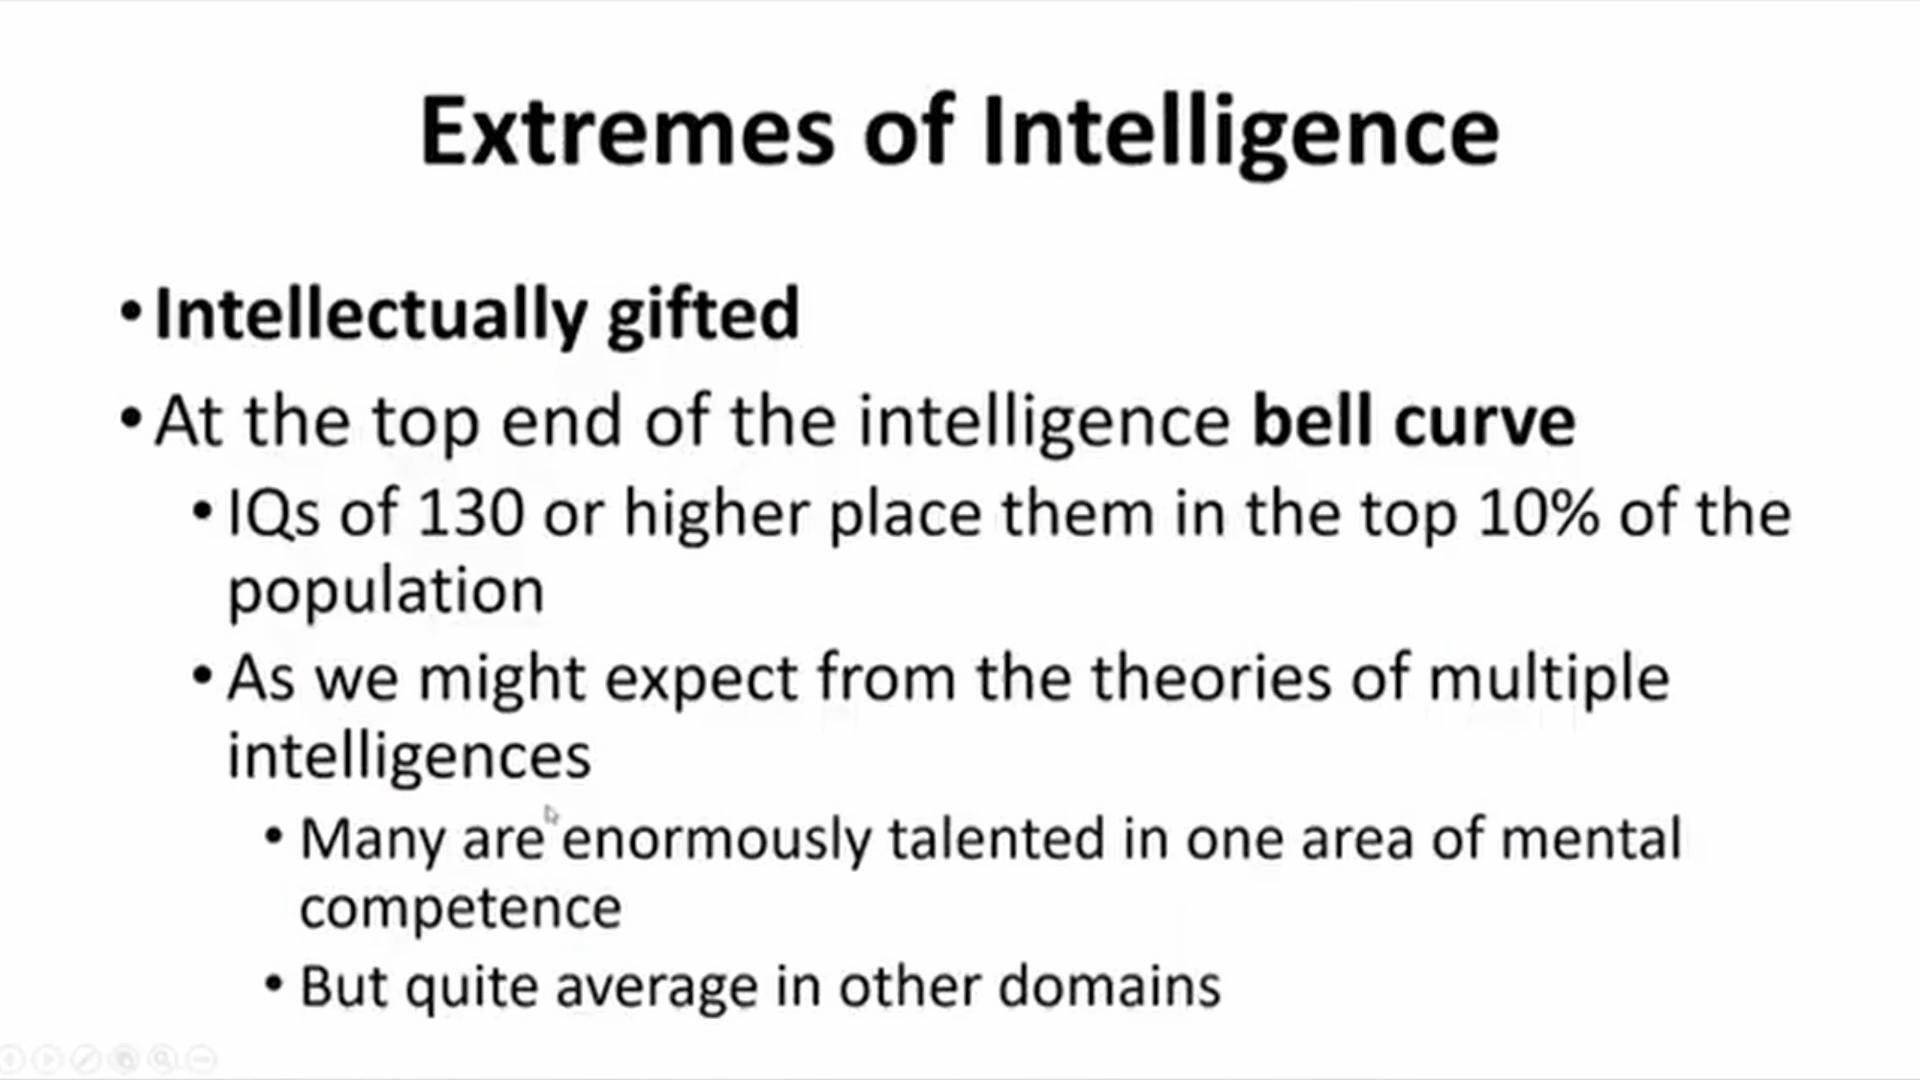 Extremes of Intelligence
• Intellectually gifted
• At the top end of the intelligence bell curve
• IQs of 130 or higher place them in the top 10% of the
population
• As we might expect from the theories of multiple
intelligences
• Many are enormously talented in one area of mental
competence
• But quite average in other domains